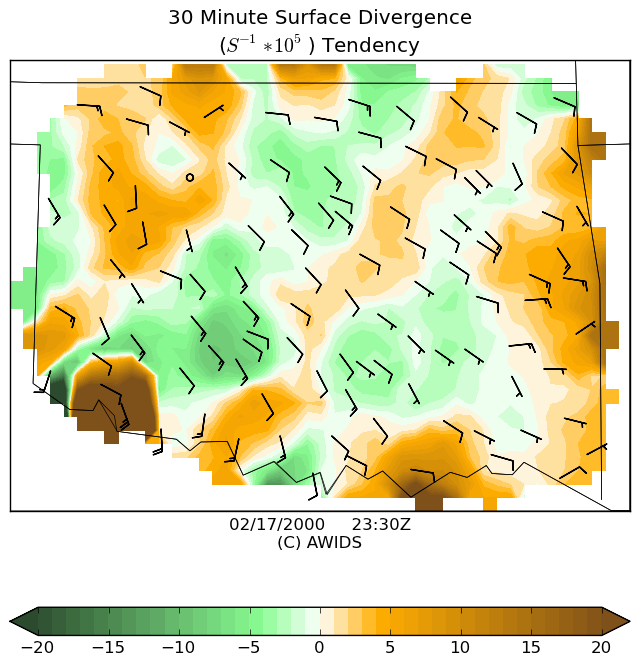 30 Minute Surface Divergence
(S⁻¹ *10⁵ ) Tendency
02/17/2000 23:30Z
(C) AWIDS
−20 −15 −10 −5 0 5 10 15 20